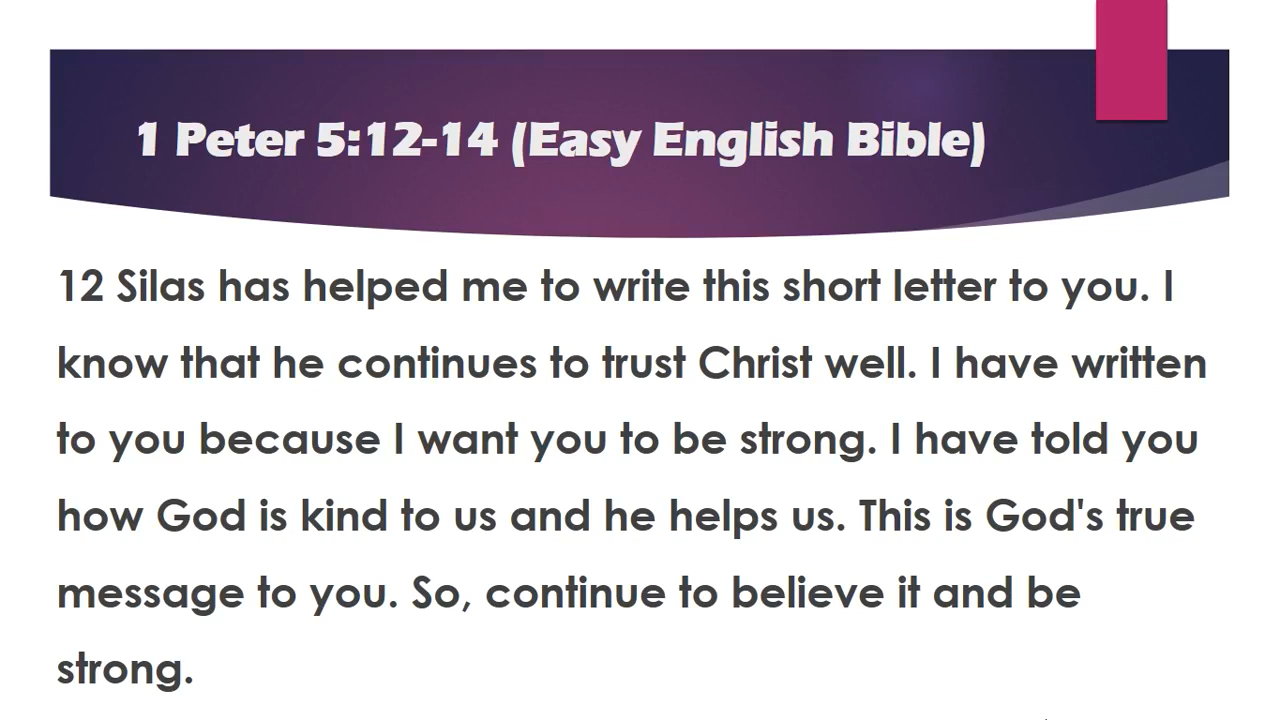 1 Peter 5:12-14 (Easy English Bible)
12 Silas has helped me to write this short letter to you. I
know that he continues to trust Christ well. I have written
to you because I want you to be strong. I have told you
how God is kind to us and he helps us. This is God's true
message to you. So, continue to believe it and be
strong.